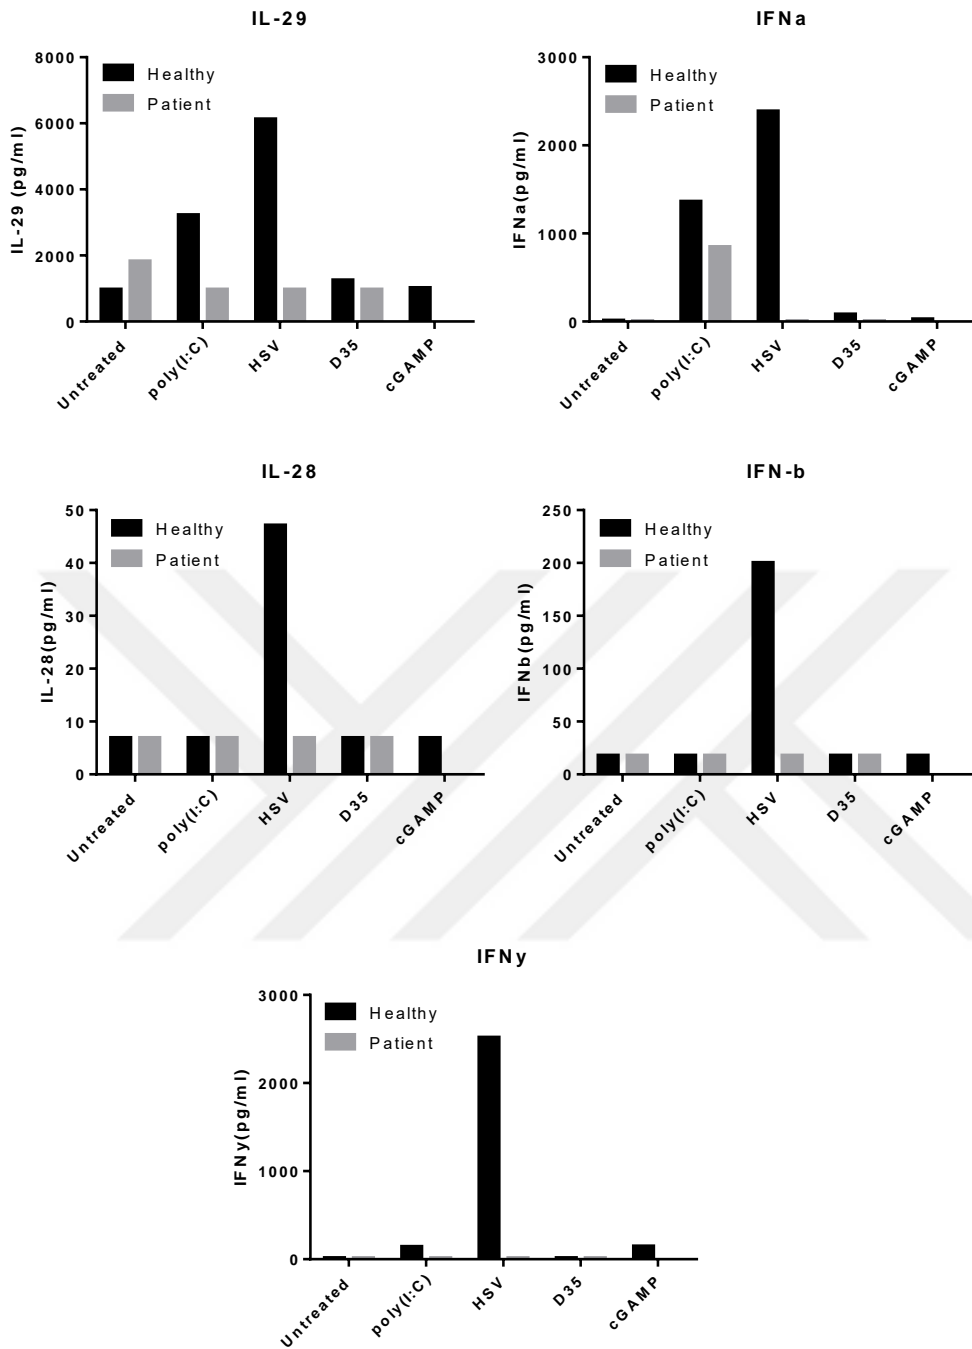 IL-29
8000
6000
4000
2000
0
IL-29 (pg/ml)
Healthy
Patient
Untreated
poly(I:C)
HSV
D35
cGAMP
IFNa
3000
2000
1000
0
IFNa(pg/ml)
Healthy
Patient
Untreated
poly(I:C)
HSV
D35
cGAMP
IL-28
50
40
30
20
10
0
IL-28(pg/ml)
Healthy
Patient
Untreated
poly(I:C)
HSV
D35
cGAMP
IFN-b
250
200
150
100
50
0
IFNb(pg/ml)
Healthy
Patient
Untreated
poly(I:C)
HSV
D35
cGAMP
IFNy
3000
2000
1000
0
IFNy(pg/ml)
Healthy
Patient
Untreated
poly(I:C)
HSV
D35
cGAMP